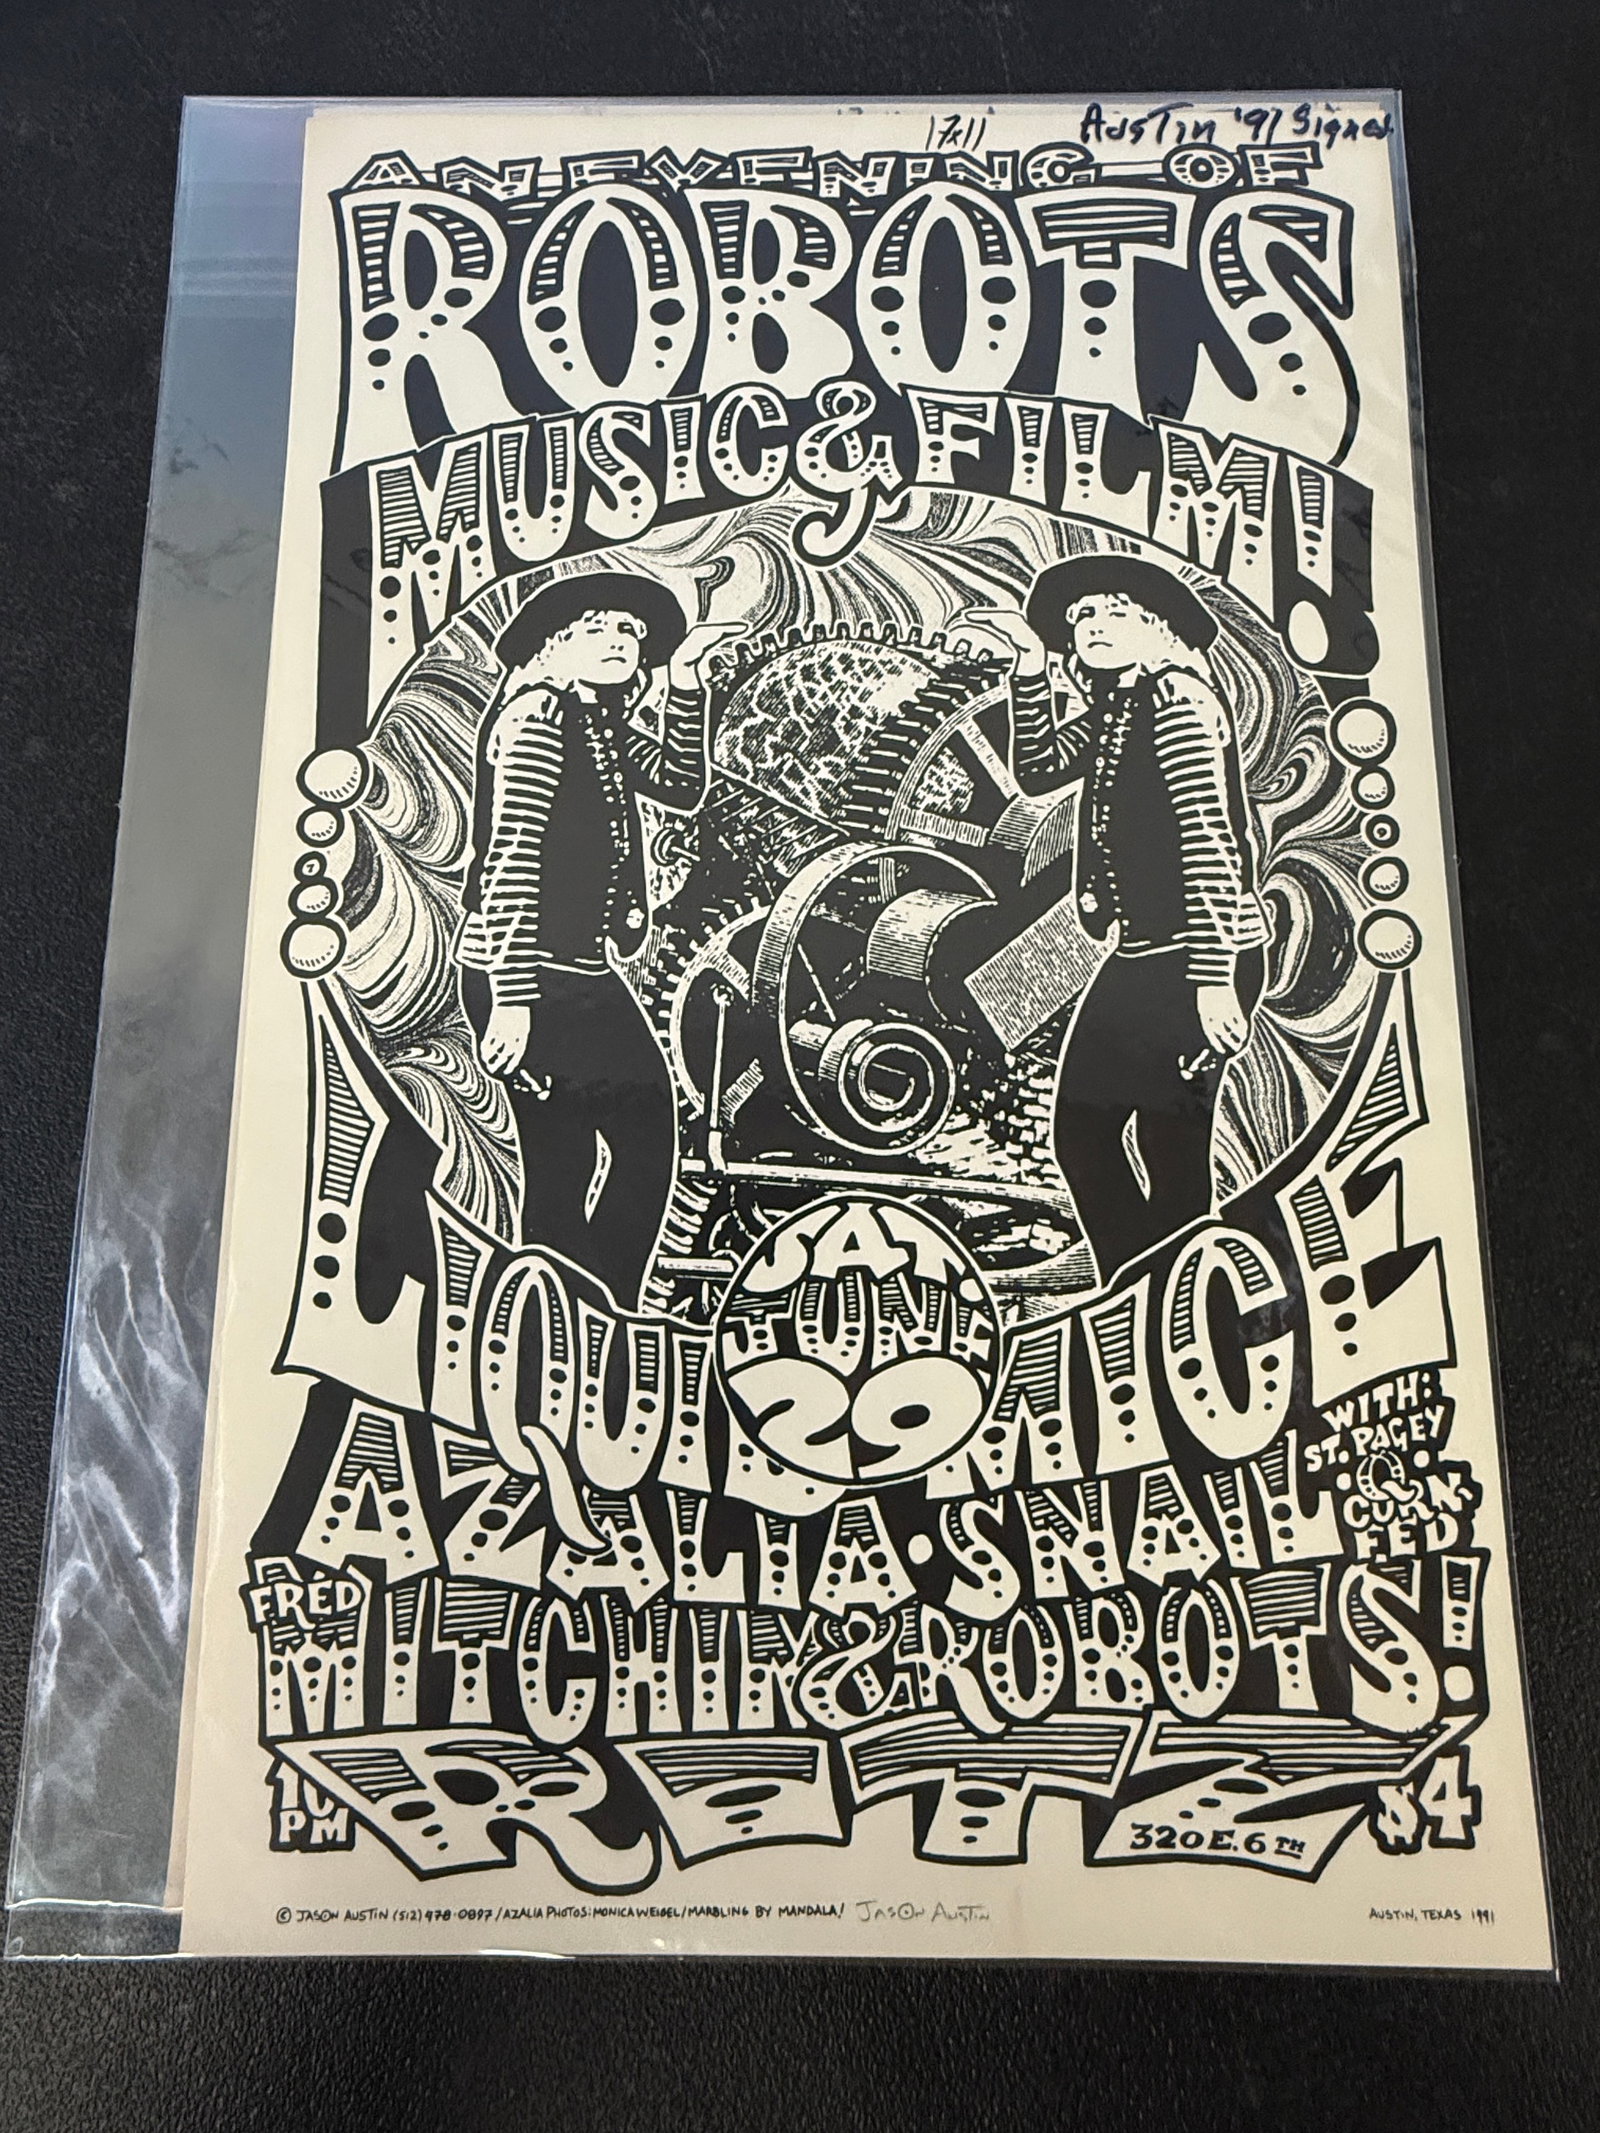 17x11 Austin '91 Signed
AN EVENING OF
ROBOTS
MUSIC & FILM!
SAT.
JUNE
29
LIQUID MICE
WITH:
ST. PAGEY
&
CORN
FED
AZALIA · SNAIL
FRED
MITCHIM & ROBOTS!
10
PM
RITZ
320 E. 6TH
$4
© JASON AUSTIN (512) 478-0897/AZALIA PHOTOS: MONICA WEIGEL/MARBLING BY MANDALA! JASON AUSTIN
AUSTIN, TEXAS 1991